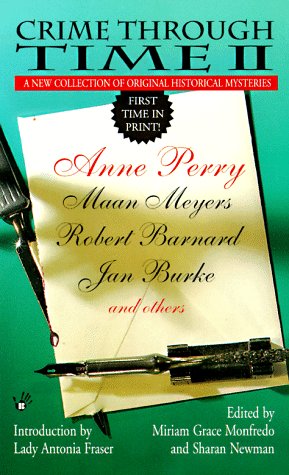 CRIME THROUGH
TIME II
A NEW COLLECTION OF ORIGINAL HISTORICAL MYSTERIES
FIRST
TIME IN
PRINT!
Anne Perry
Maan Meyers
Robert Barnard
Jan Burke
and others
Introduction by
Lady Antonia Fraser
Edited by
Miriam Grace Monfredo
and Sharan Newman